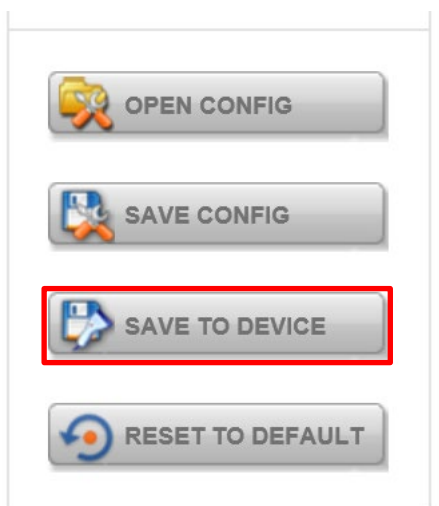 OPEN CONFIG
SAVE CONFIG
SAVE TO DEVICE
RESET TO DEFAULT